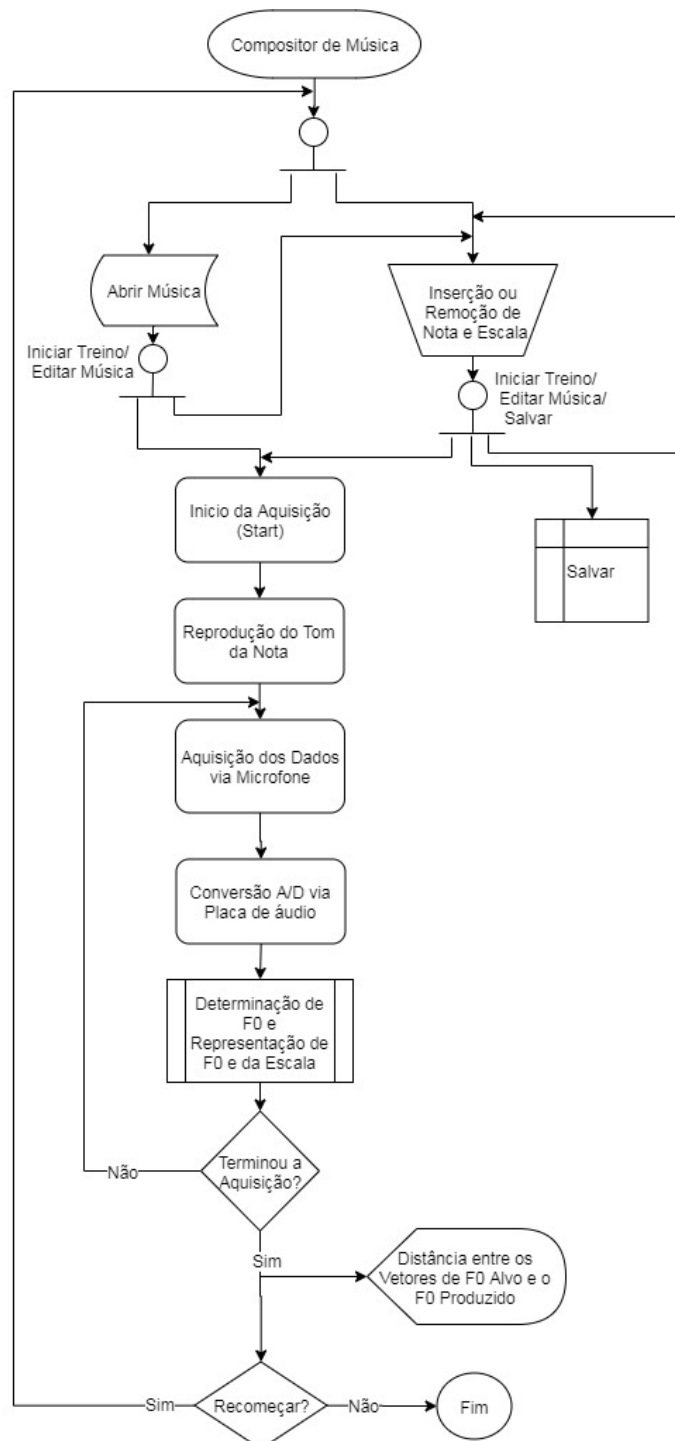 Compositor de Música
Abrir Música
Inserção ou
Remoção de
Nota e Escala
Iniciar Treino/
Editar Música
Iniciar Treino/
Editar Música/
Salvar
Inicio da Aquisição
(Start)
Salvar
Reprodução do Tom
da Nota
Aquisição dos Dados
via Microfone
Conversão A/D via
Placa de áudio
Determinação de
F0 e
Representação de
F0 e da Escala
Não
Terminou a
Aquisição?
Sim
Distância entre os
Vetores de F0 Alvo e o
F0 Produzido
Sim
Recomeçar?
Não
Fim